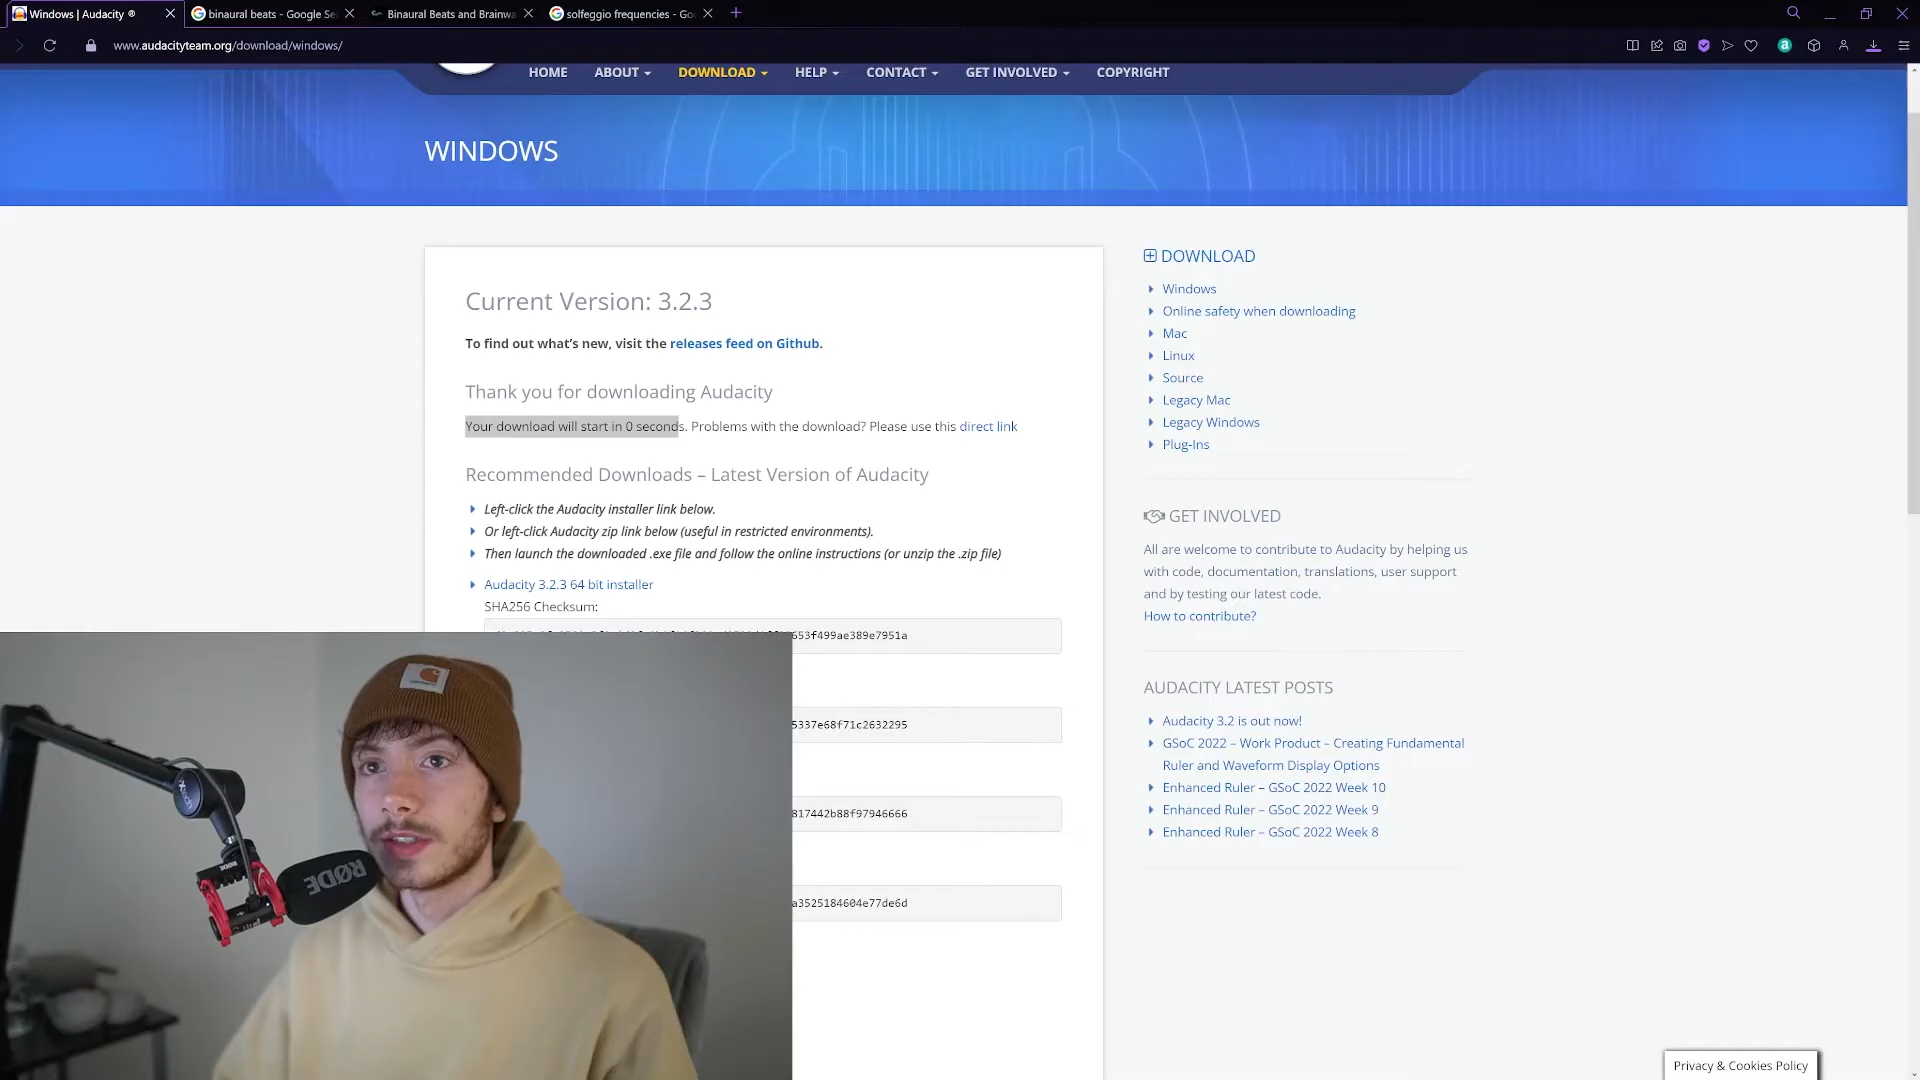 Windows | Audacity ®
binaural beats - Google Se
Binaural Beats and Brainwa
solfeggio frequencies - Go
www.audacityteam.org/download/windows/
HOME
ABOUT
DOWNLOAD
HELP
CONTACT
GET INVOLVED
COPYRIGHT
WINDOWS
Current Version: 3.2.3
To find out what's new, visit the releases feed on Github.
Thank you for downloading Audacity
Your download will start in 0 seconds. Problems with the download? Please use this direct link
Recommended Downloads – Latest Version of Audacity
Left-click the Audacity installer link below.
Or left-click Audacity zip link below (useful in restricted environments).
Then launch the downloaded .exe file and follow the online instructions (or unzip the .zip file)
Audacity 3.2.3 64 bit installer
SHA256 Checksum:
653f499ae389e7951a
5337e68f71c2632295
817442b88f97946666
a3525184604e77de6d
DOWNLOAD
Windows
Online safety when downloading
Mac
Linux
Source
Legacy Mac
Legacy Windows
Plug-Ins
GET INVOLVED
All are welcome to contribute to Audacity by helping us
with code, documentation, translations, user support
and by testing our latest code.
How to contribute?
AUDACITY LATEST POSTS
Audacity 3.2 is out now!
GSoC 2022 – Work Product – Creating Fundamental
Ruler and Waveform Display Options
Enhanced Ruler – GSoC 2022 Week 10
Enhanced Ruler – GSoC 2022 Week 9
Enhanced Ruler – GSoC 2022 Week 8
Privacy & Cookies Policy
RØDE